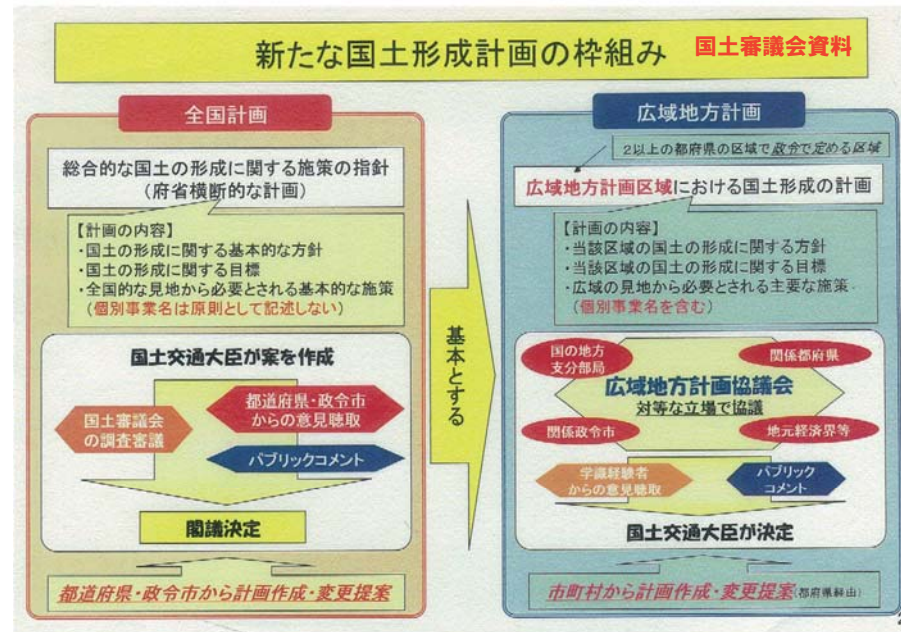 新たな国土形成計画の枠組み
国土審議会資料
全国計画
総合的な国土の形成に関する施策の指針
(府省横断的な計画)
【計画の内容】
・国土の形成に関する基本的な方針
・国土の形成に関する目標
・全国的な見地から必要とされる基本的な施策
(個別事業名は原則として記述しない)
国土交通大臣が案を作成
国土審議会
の調査審議
都道府県・政令市
からの意見聴取
パブリックコメント
閣議決定
都道府県・政令市から計画作成・変更提案
基本とする
広域地方計画
2以上の都府県の区域で政令で定める区域
広域地方計画区域における国土形成の計画
【計画の内容】
・当該区域の国土の形成に関する方針
・当該区域の国土の形成に関する目標
・広域の見地から必要とされる主要な施策
(個別事業名を含む)
国の地方
支分部局
関係都府県
広域地方計画協議会
対等な立場で協議
関係政令市
地元経済界等
学識経験者
からの意見聴取
パブリック
コメント
国土交通大臣が決定
市町村から計画作成・変更提案(都府県経由)